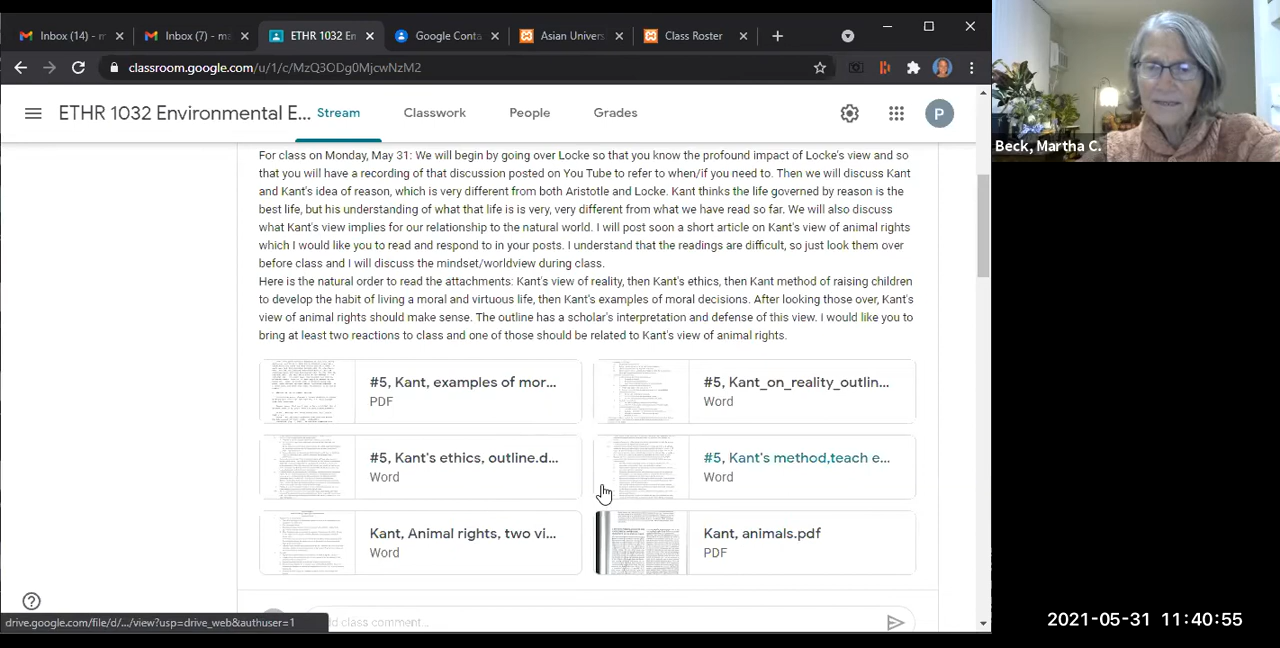 Inbox (14) - m
Inbox (7) - ma
ETHR 1032 En
Google Conta
Asian Univers
Class Roster
classroom.google.com/u/1/c/MzQ3ODg0MjcwNzM2
ETHR 1032 Environmental E... Stream Classwork People Grades P
For class on Monday, May 31: We will begin by going over Locke so that you know the profound impact of Locke's view and so
that you will have a recording of that discussion posted on You Tube to refer to when/if you need to. Then we will discuss Kant
and Kant's idea of reason, which is very different from both Aristotle and Locke. Kant thinks the life governed by reason is the
best life, but his understanding of what that life is is very, very different from what we have read so far. We will also discuss
what Kant's view implies for our relationship to the natural world. I will post soon a short article on Kant's view of animal rights
which I would like you to read and respond to in your posts. I understand that the readings are difficult, so just look them over
before class and I will discuss the mindset/worldview during class.
Here is the natural order to read the attachments: Kant's view of reality, then Kant's ethics, then Kant method of raising children
to develop the habit of living a moral and virtuous life, then Kant's examples of moral decisions. After looking those over, Kant's
view of animal rights should make sense. The outline has a scholar's interpretation and defense of this view. I would like you to
bring at least two reactions to class and one of those should be related to Kant's view of animal rights.
#5, Kant, examples of mor...
PDF
#5, Kant_on_reality_outlin...
Word
#5, Kant's ethics, outline,d...
Word
#5, Kant's method,teach e...
Word
Kant, Animal rights, two vi...
Word
Kant, animals.pdf
PDF
Add class comment...
drive.google.com/file/d/.../view?usp=drive_web&authuser=1
Beck, Martha C.
2021-05-31 11:40:55